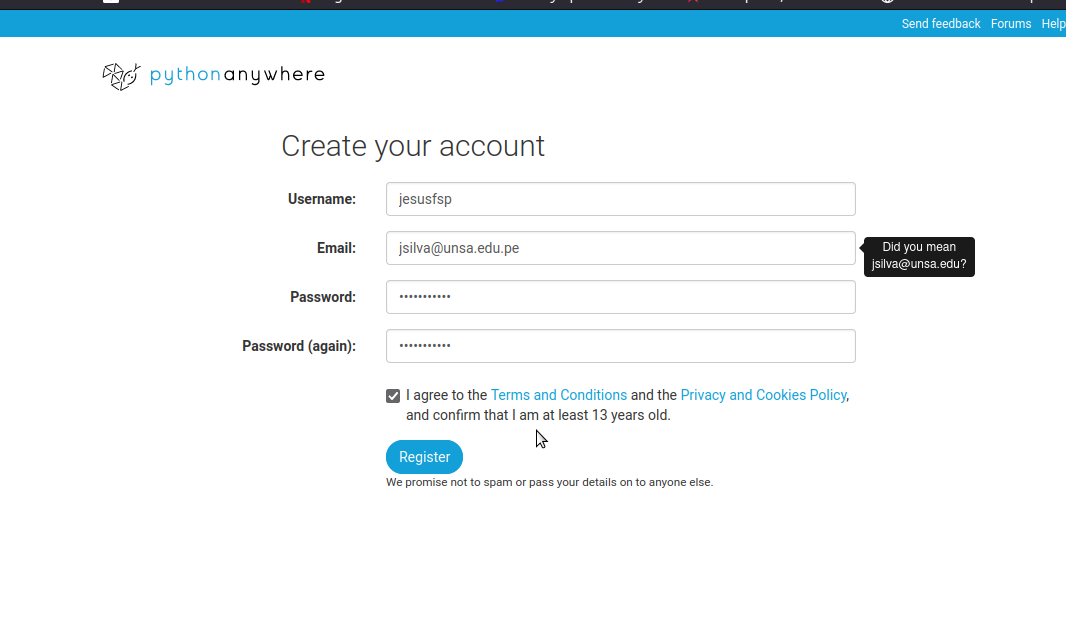 Send feedback Forums Help
pythonanywhere
Create your account
Username: jesusfsp
Email: jsilva@unsa.edu.pe
Did you mean
jsilva@unsa.edu?
Password: •••••••••••
Password (again): •••••••••••
I agree to the Terms and Conditions and the Privacy and Cookies Policy,
and confirm that I am at least 13 years old.
Register
We promise not to spam or pass your details on to anyone else.